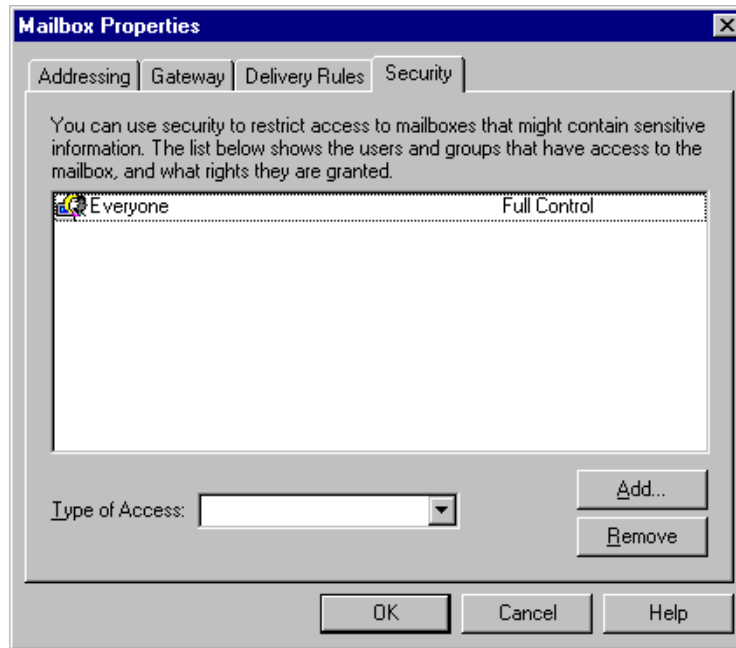 Mailbox Properties
Addressing Gateway Delivery Rules Security
You can use security to restrict access to mailboxes that might contain sensitive
information. The list below shows the users and groups that have access to the
mailbox, and what rights they are granted.
Everyone Full Control
Add...
Type of Access:
Remove
OK Cancel Help